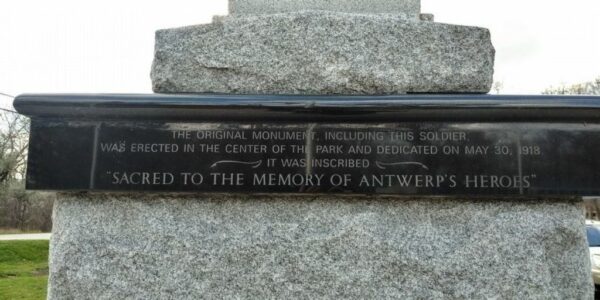 THE ORIGINAL MONUMENT, INCLUDING THIS SOLDIER,
WAS ERECTED IN THE CENTER OF THE PARK AND DEDICATED ON MAY 30, 1918.
IT WAS INSCRIBED
"SACRED TO THE MEMORY OF ANTWERP'S HEROES"